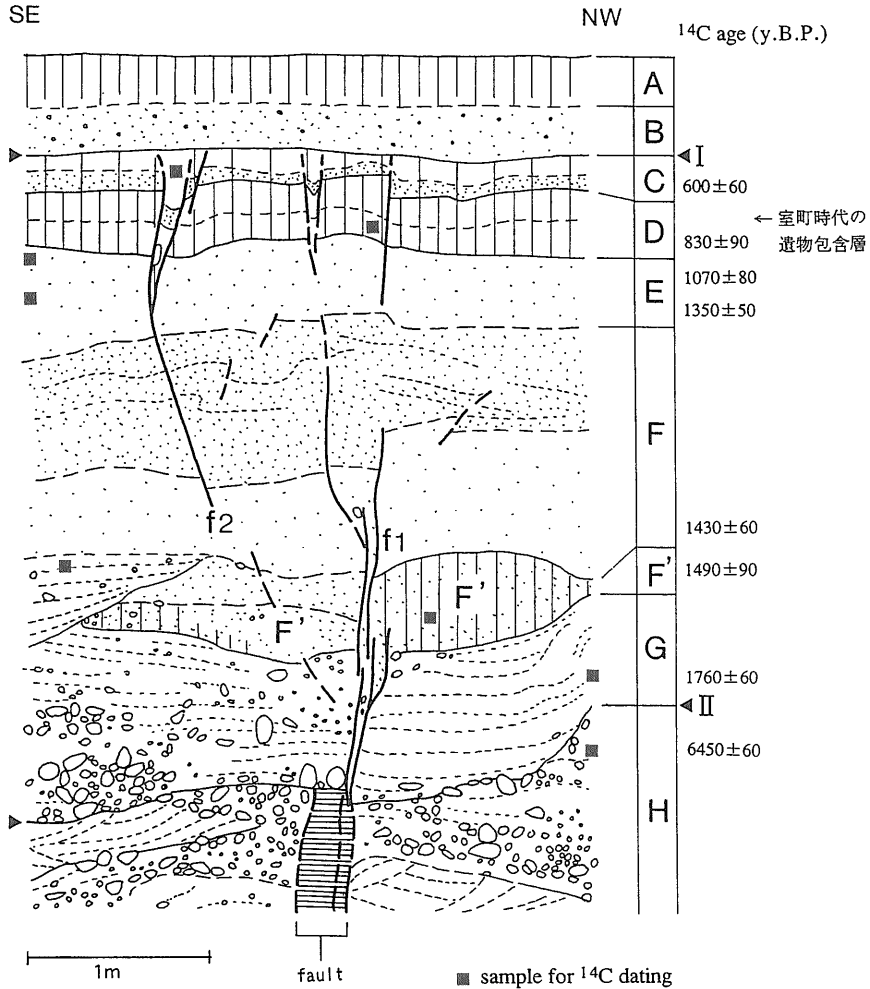 SE
NW
¹⁴C age (y.B.P.)
A
B
I
C
600±60
← 室町時代の
遺物包含層
D
830±90
1070±80
E
1350±50
F
f2
1430±60
f1
F'
1490±90
F'
F'
G
1760±60
II
6450±60
H
1m
fault
sample for ¹⁴C dating